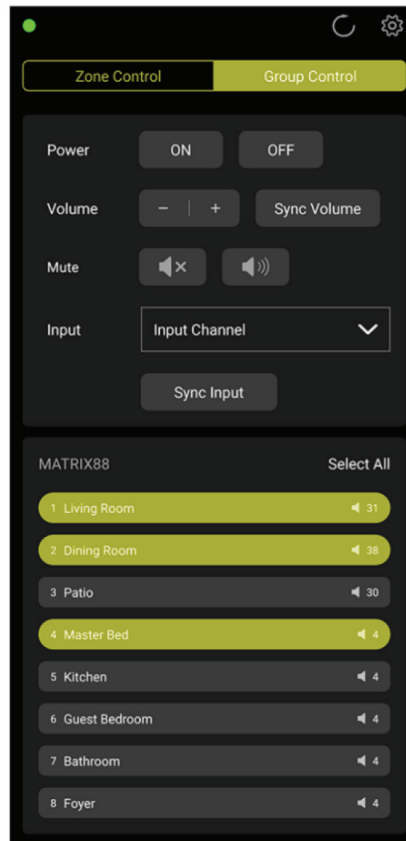 Zone Control Group Control
Power ON OFF
Volume − | + Sync Volume
Mute
Input Input Channel
Sync Input
MATRIX88 Select All
1 Living Room 31
2 Dining Room 38
3 Patio 30
4 Master Bed 4
5 Kitchen 4
6 Guest Bedroom 4
7 Bathroom 4
8 Foyer 4